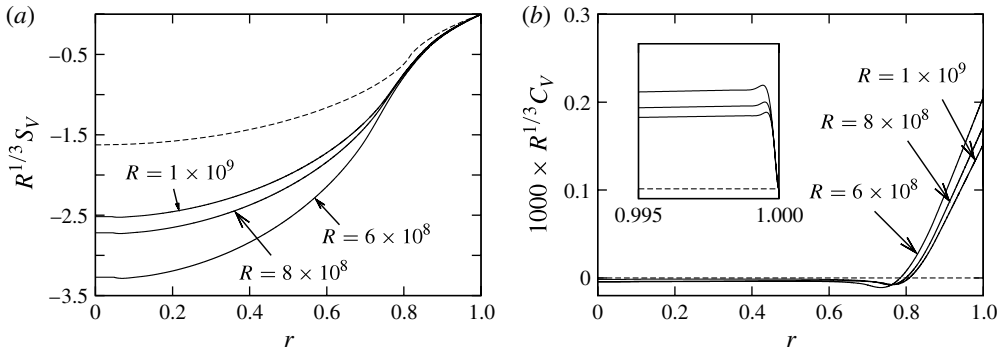 (a)
−0.5
−1.5
−2.5
−3.5
R^{1/3}S_V
R = 1 × 10^9
R = 6 × 10^8
R = 8 × 10^8
0 0.2 0.4 0.6 0.8 1.0
r
(b)
0.3
0.2
0.1
0
1000 × R^{1/3}C_V
0.995 1.000
R = 1 × 10^9
R = 8 × 10^8
R = 6 × 10^8
0 0.2 0.4 0.6 0.8 1.0
r